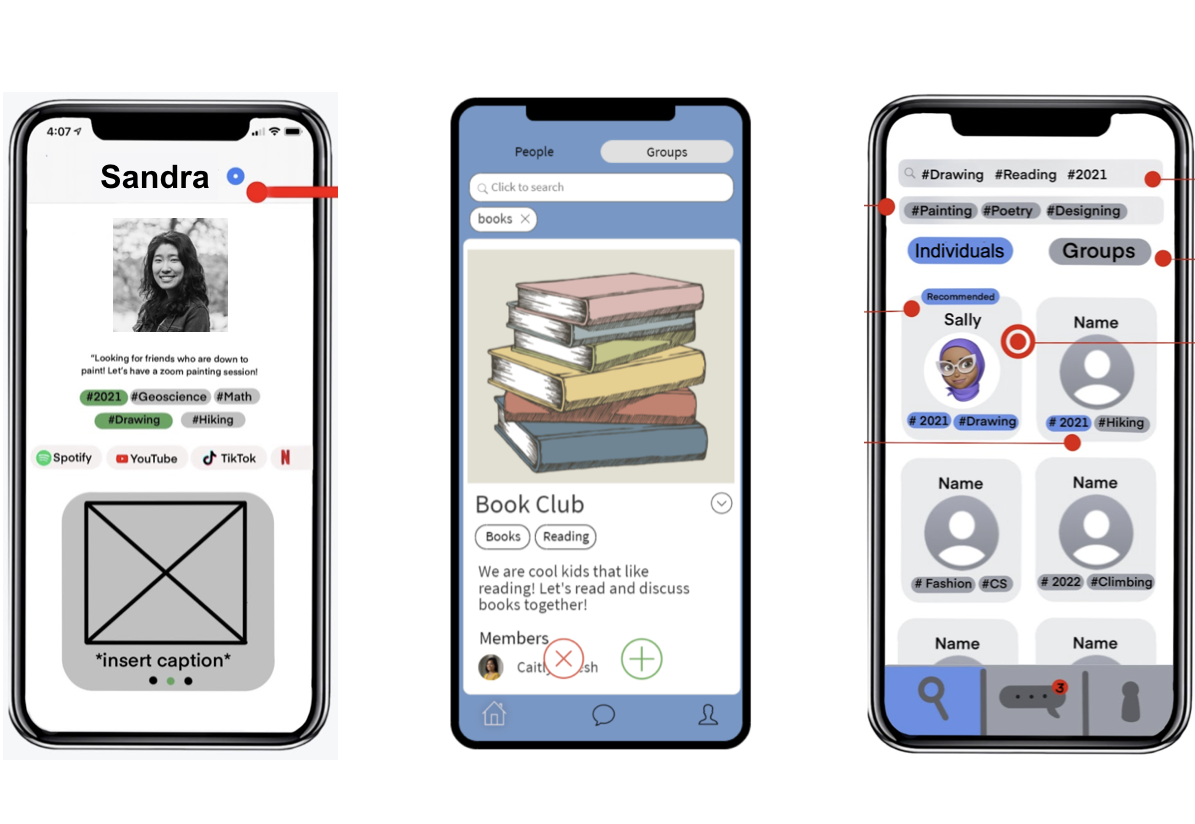 4:07
Sandra
"Looking for friends who are down to
paint! Let's have a zoom painting session!
#2021 #Geoscience #Math
#Drawing #Hiking
Spotify YouTube TikTok N
*insert caption*
People Groups
Click to search
books
Book Club
Books Reading
We are cool kids that like
reading! Let's read and discuss
books together!
Members
#Drawing #Reading #2021
#Painting #Poetry #Designing
Individuals Groups
Recommended
Sally
Name
# 2021 #Drawing
# 2021 #Hiking
Name
Name
# Fashion #CS
# 2022 #Climbing
Name
Name
3